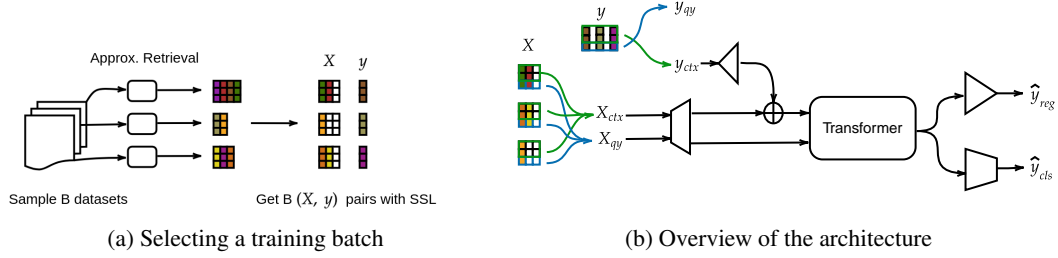 Approx. Retrieval
X y
Sample B datasets
Get B (X, y) pairs with SSL
(a) Selecting a training batch
y
y_qy
X
y_ctx
X_ctx
X_qy
Transformer
ŷ_reg
ŷ_cls
(b) Overview of the architecture